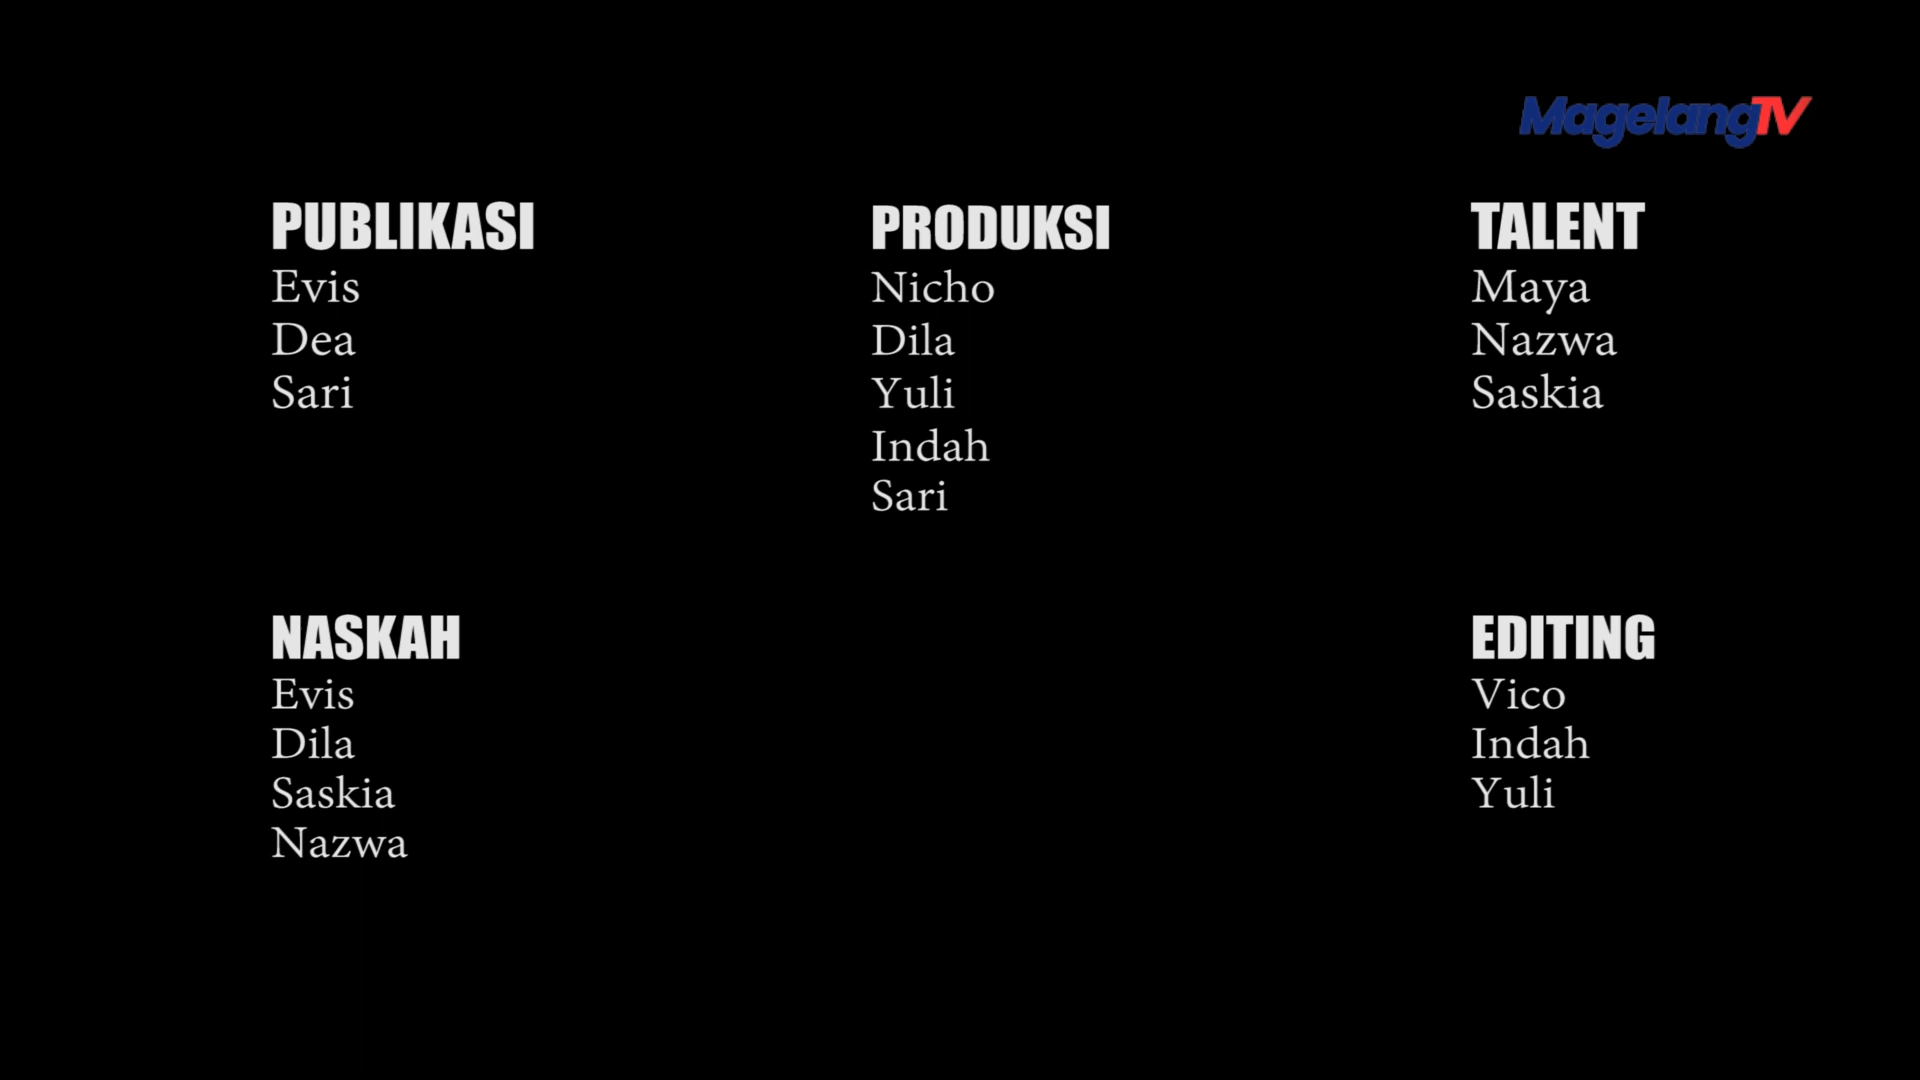 MagelangTV
PUBLIKASI
Evis
Dea
Sari
PRODUKSI
Nicho
Dila
Yuli
Indah
Sari
TALENT
Maya
Nazwa
Saskia
NASKAH
Evis
Dila
Saskia
Nazwa
EDITING
Vico
Indah
Yuli